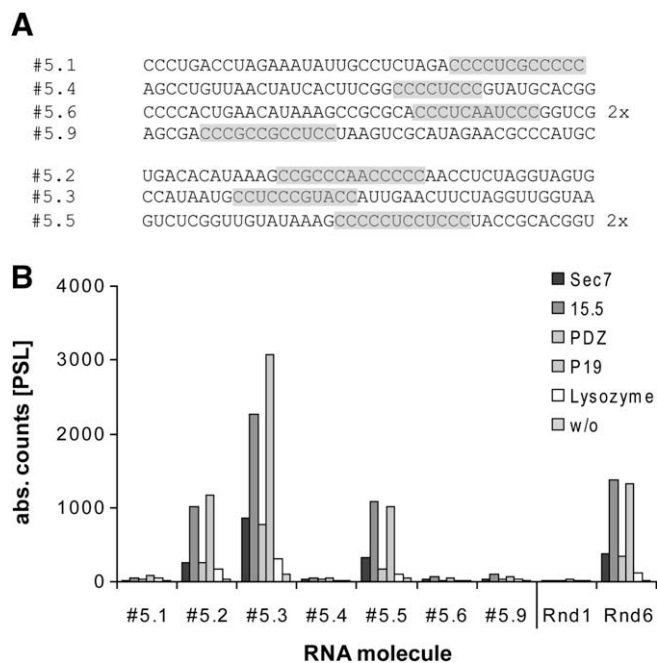 A
#5.1 CCCUGACCUAGAAAUAUUGCCUCUAGACCCCUCGCCCCC
#5.4 AGCCUGUUAACUAUCACUUCGGCCCCUCCCGUAUGCACGG
#5.6 CCCCACUGAACAUAAAGCCGCGCACCCUCAAUCCCGGUCG 2x
#5.9 AGCGACCCGCCGCCUCCUAAGUCGCAUAGAACGCCCAUGC
#5.2 UGACACAUAAAGCCGCCCAACCCCCAACCUCUAGGUAGUG
#5.3 CCAUAAUGCCUCCCGUACCAUUGAACUUCUAGGUUGGUAA
#5.5 GUCUCGGUUGUAUAAAGCCCCCUCCUCCCUACCGCACGGU 2x
B
4000
3000
2000
1000
0
abs. counts [PSL]
Sec7
15.5
PDZ
P19
Lysozyme
w/o
#5.1 #5.2 #5.3 #5.4 #5.5 #5.6 #5.9 Rnd1 Rnd6
RNA molecule